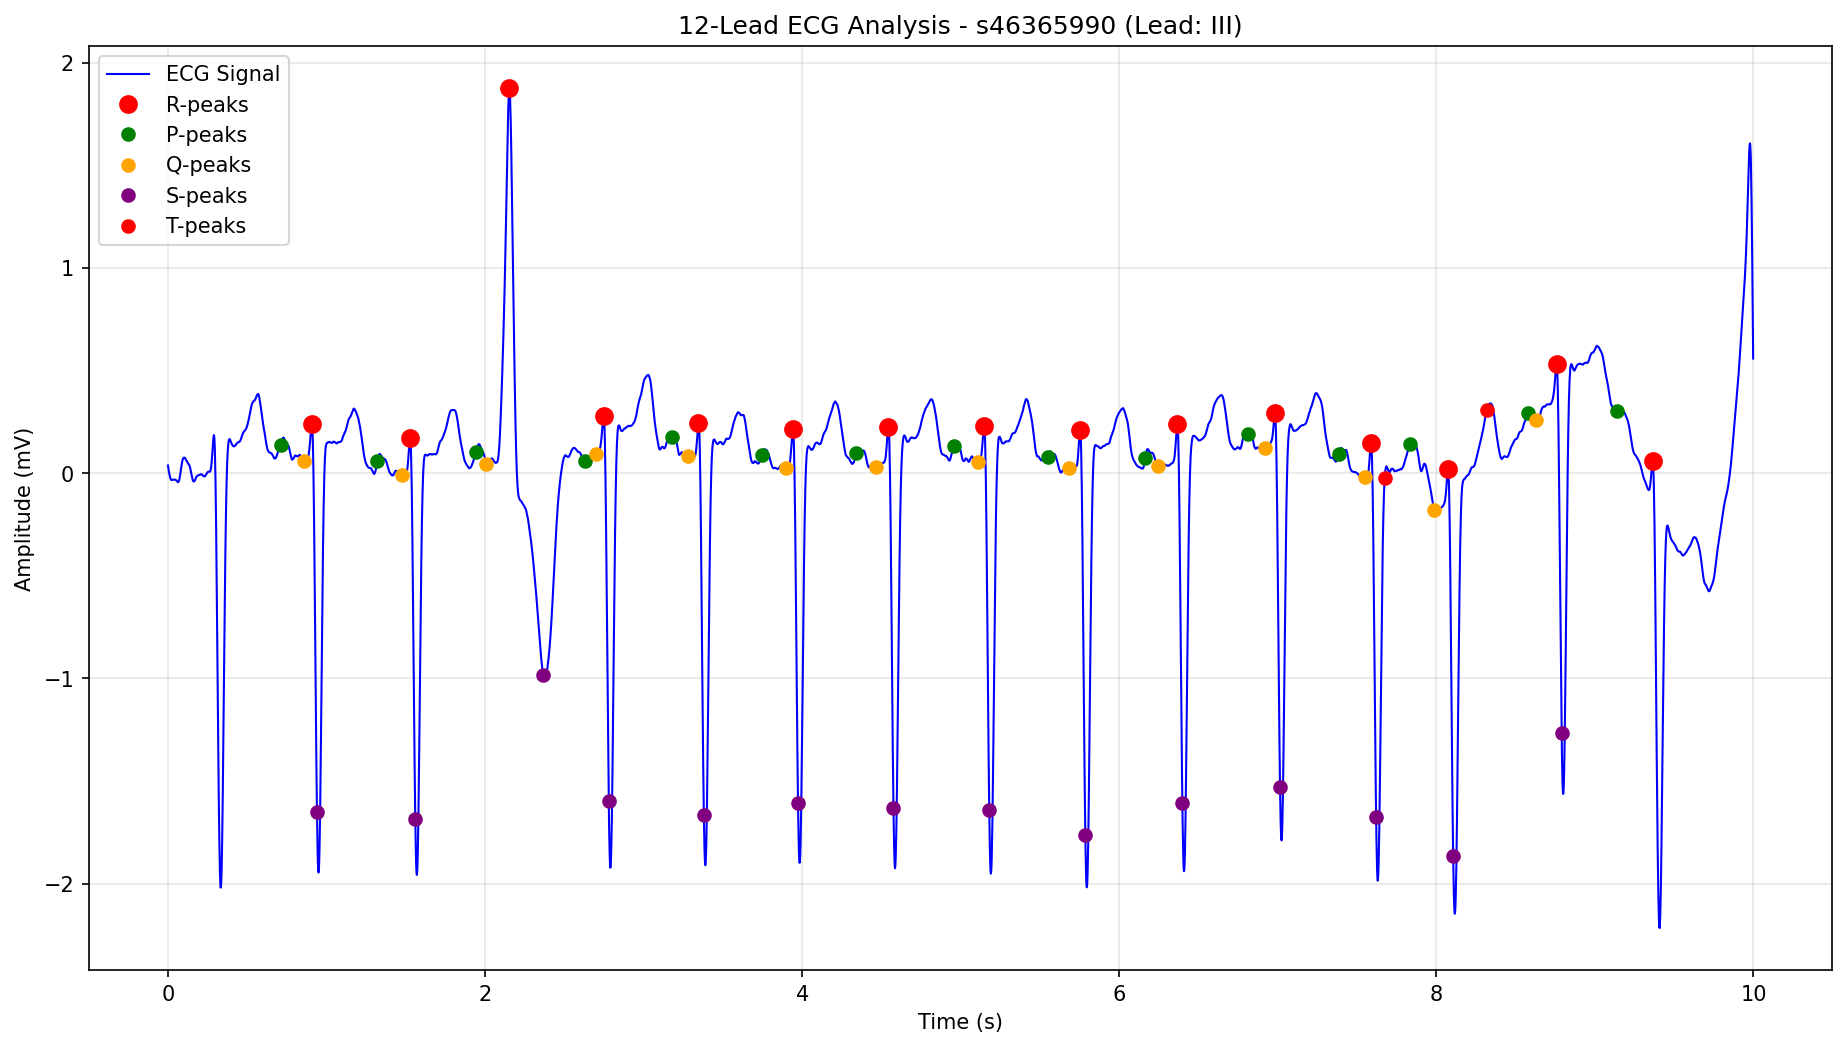 12-Lead ECG Analysis - s46365990 (Lead: III)
ECG Signal
R-peaks
P-peaks
Q-peaks
S-peaks
T-peaks
Amplitude (mV)
2
1
0
−1
−2
0 2 4 6 8 10
Time (s)